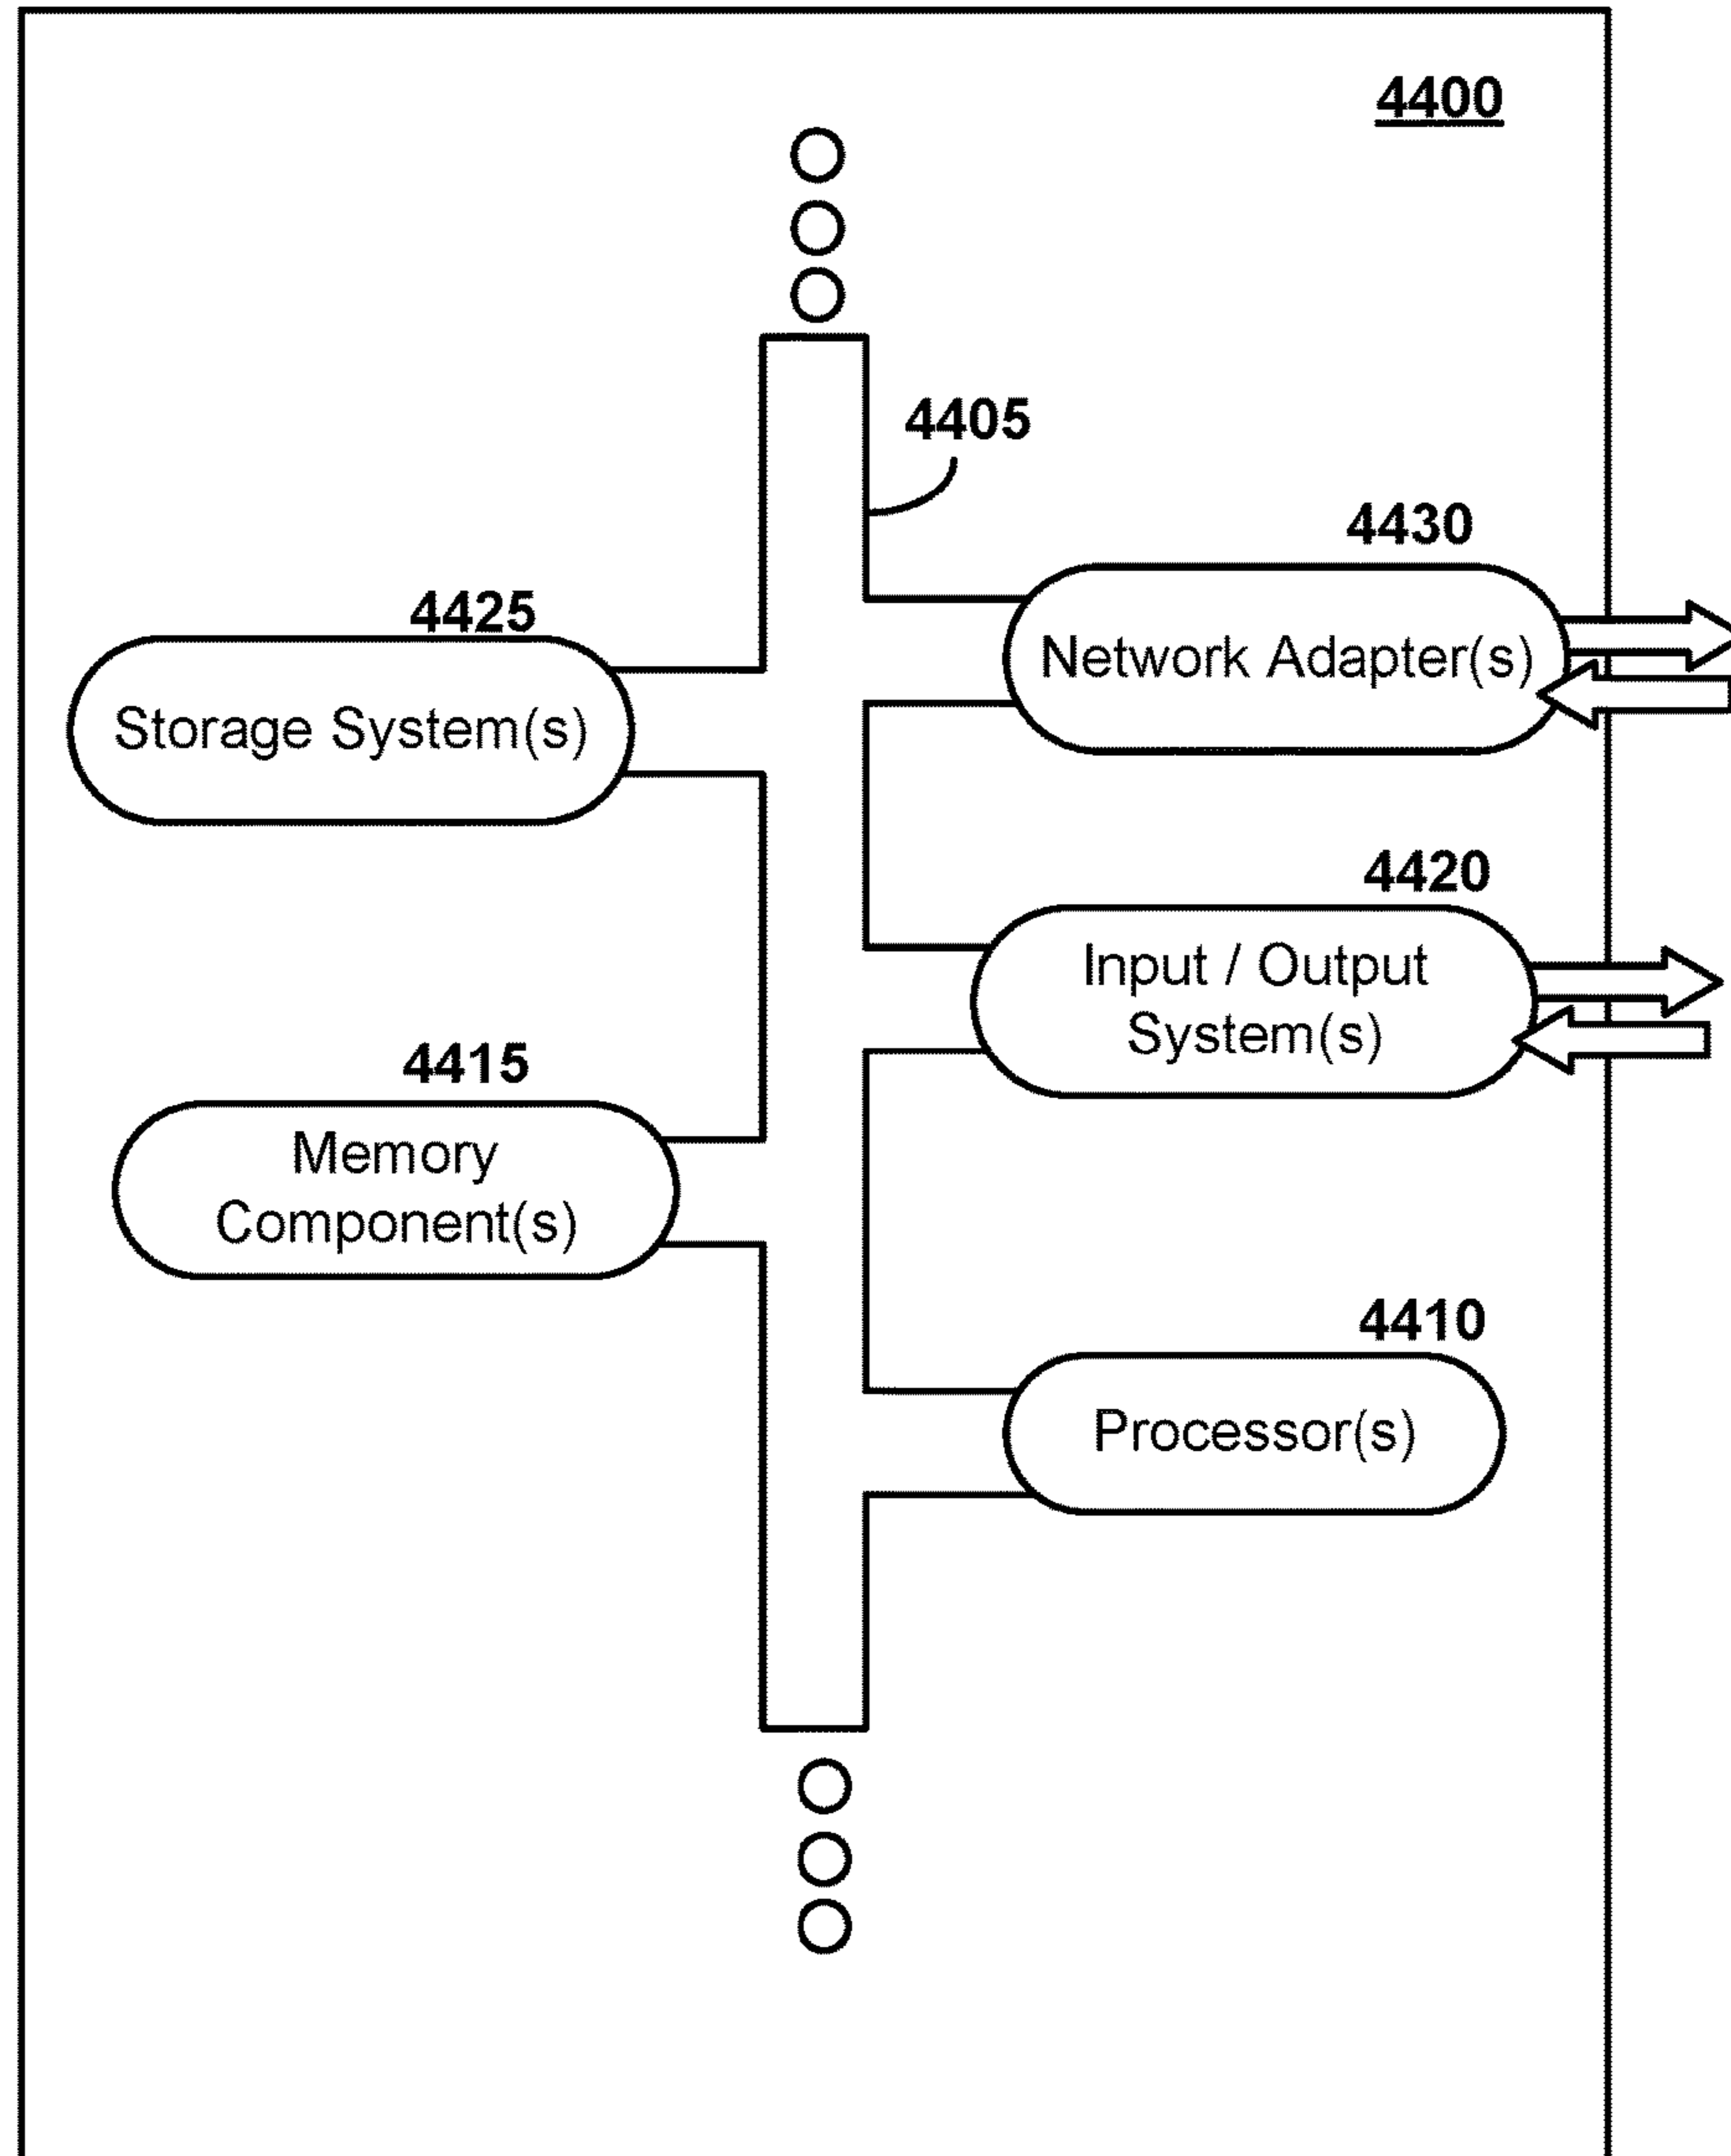 4400
4405
4430
Network Adapter(s)
4425
Storage System(s)
4420
Input / Output
System(s)
4415
Memory
Component(s)
4410
Processor(s)